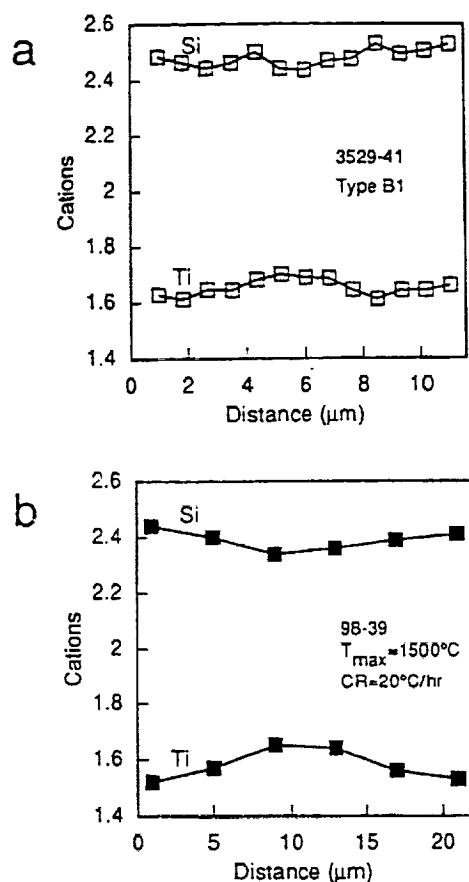 a
2.6
Si
2.4
2.2
3529-41
Type B1
Cations
2
1.8
Ti
1.6
1.4
0 2 4 6 8 10
Distance (μm)
b
2.6
Si
2.4
2.2
98-39
Tmax=1500°C
CR=20°C/hr
Cations
2
1.8
1.6
Ti
1.4
0 5 10 15 20
Distance (μm)